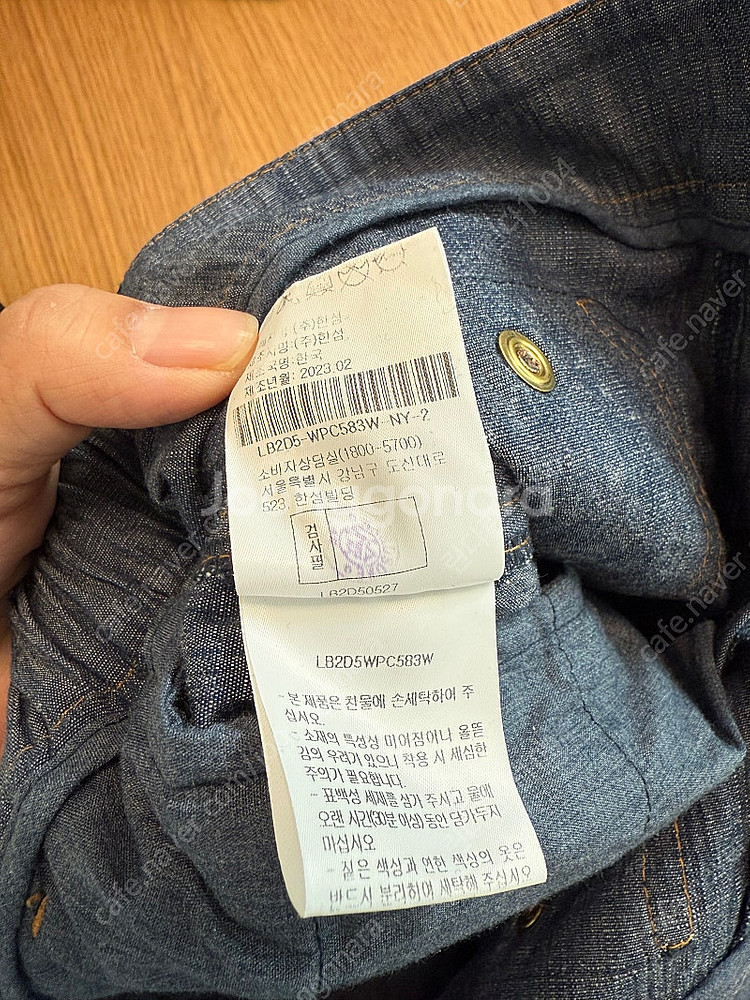 (주)한섬
(주)한섬
제조국명:한국
제조년월: 2023.02
LB2D5-WPC583W-NY-2
소비자상담실(1800-5700)
서울특별시 강남구 도산대로
523, 한섬빌딩
검사필
LB2D50527
LB2D5WPC583W
- 본 제품은 찬물에 손세탁하여 주
십시오.
- 소재의 특성상 미어짐이나 올뜯
김의 우려가 있으니 착용 시 세심한
주의가 필요합니다.
- 표백성 세제를 삼가 주시고 물에
오랜 시간(30분 이상) 동안 담가두지
마십시오
- 짙은 색상과 연한 색상의 옷은
반드시 분리하여 세탁해 주십시오
Joongonara
cafe.naver
cafe.naver
cafe.naver